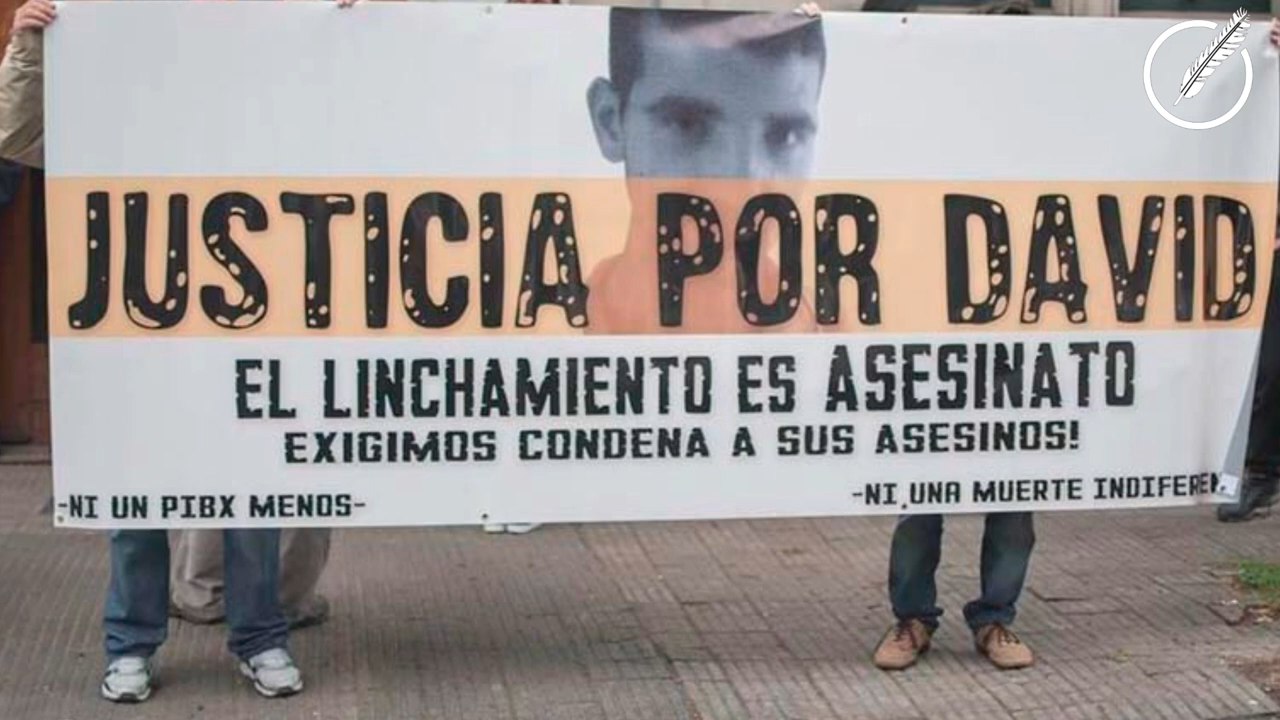 JUSTICIA POR DAVID
EL LINCHAMIENTO ES ASESINATO
EXIGIMOS CONDENA A SUS ASESINOS!
-NI UN PIBX MENOS-
-NI UNA MUERTE